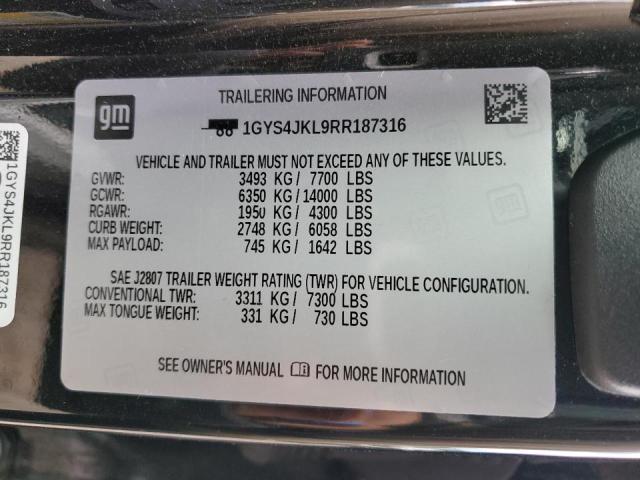 gm
TRAILERING INFORMATION
1GYS4JKL9RR187316
VEHICLE AND TRAILER MUST NOT EXCEED ANY OF THESE VALUES.
GVWR: 3493 KG / 7700 LBS
GCWR: 6350 KG / 14000 LBS
RGAWR: 1950 KG / 4300 LBS
CURB WEIGHT: 2748 KG / 6058 LBS
MAX PAYLOAD: 745 KG / 1642 LBS
SAE J2807 TRAILER WEIGHT RATING (TWR) FOR VEHICLE CONFIGURATION.
CONVENTIONAL TWR: 3311 KG / 7300 LBS
MAX TONGUE WEIGHT: 331 KG / 730 LBS
SEE OWNER'S MANUAL FOR MORE INFORMATION
1GYS4JKL9RR187316